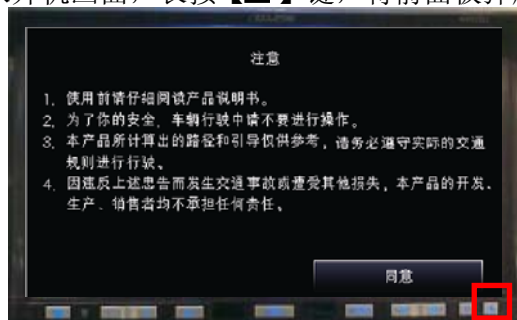 注意
1. 使用前请仔细阅读产品说明书。
2. 为了你的安全, 车辆行驶中请不要进行操作。
3. 本产品所计算出的路径和引导仅供参考, 请务必遵守实际的交通
规则进行行驶。
4. 因违反上述忠告而发生交通事故或遭受其他损失, 本产品的开发、
生产、销售者均不承担任何责任。
同意